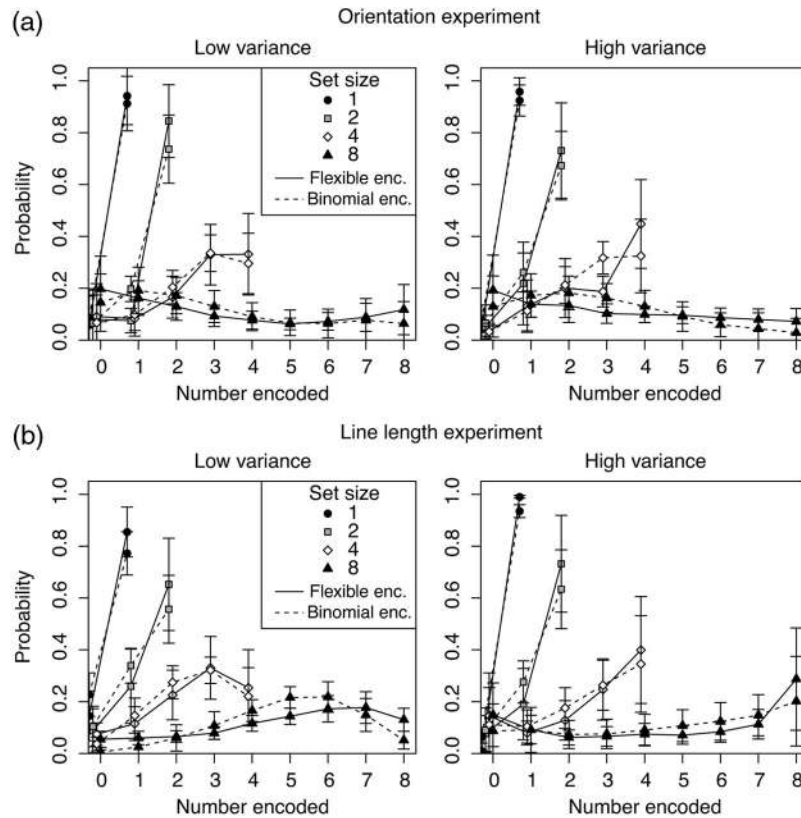 (a)
Orientation experiment
Low variance
High variance
Probability
1.0
0.8
0.6
0.4
0.2
0.0
Set size
1
2
4
8
Flexible enc.
Binomial enc.
0 1 2 3 4 5 6 7 8
Number encoded
Probability
1.0
0.8
0.6
0.4
0.2
0.0
0 1 2 3 4 5 6 7 8
Number encoded
(b)
Line length experiment
Low variance
High variance
Probability
1.0
0.8
0.6
0.4
0.2
0.0
Set size
1
2
4
8
Flexible enc.
Binomial enc.
0 1 2 3 4 5 6 7 8
Number encoded
Probability
1.0
0.8
0.6
0.4
0.2
0.0
0 1 2 3 4 5 6 7 8
Number encoded